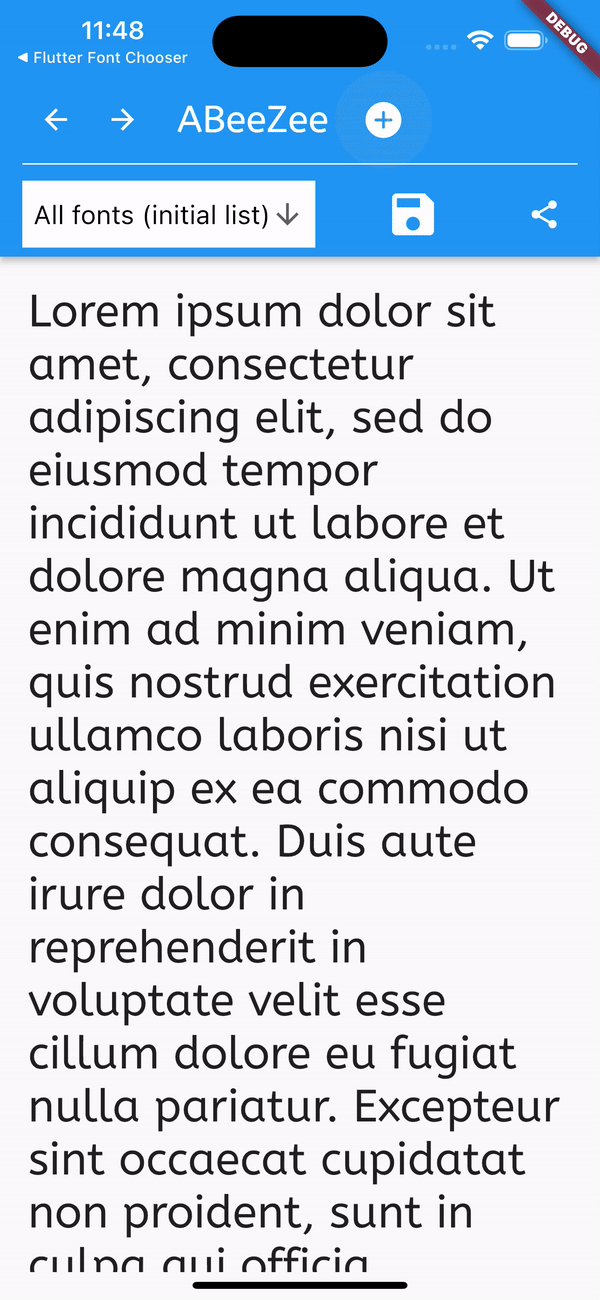 11:48
DEBUG
◀ Flutter Font Chooser
ABeeZee
All fonts (initial list)
Lorem ipsum dolor sit
amet, consectetur
adipiscing elit, sed do
eiusmod tempor
incididunt ut labore et
dolore magna aliqua. Ut
enim ad minim veniam,
quis nostrud exercitation
ullamco laboris nisi ut
aliquip ex ea commodo
consequat. Duis aute
irure dolor in
reprehenderit in
voluptate velit esse
cillum dolore eu fugiat
nulla pariatur. Excepteur
sint occaecat cupidatat
non proident, sunt in
culpa qui officia